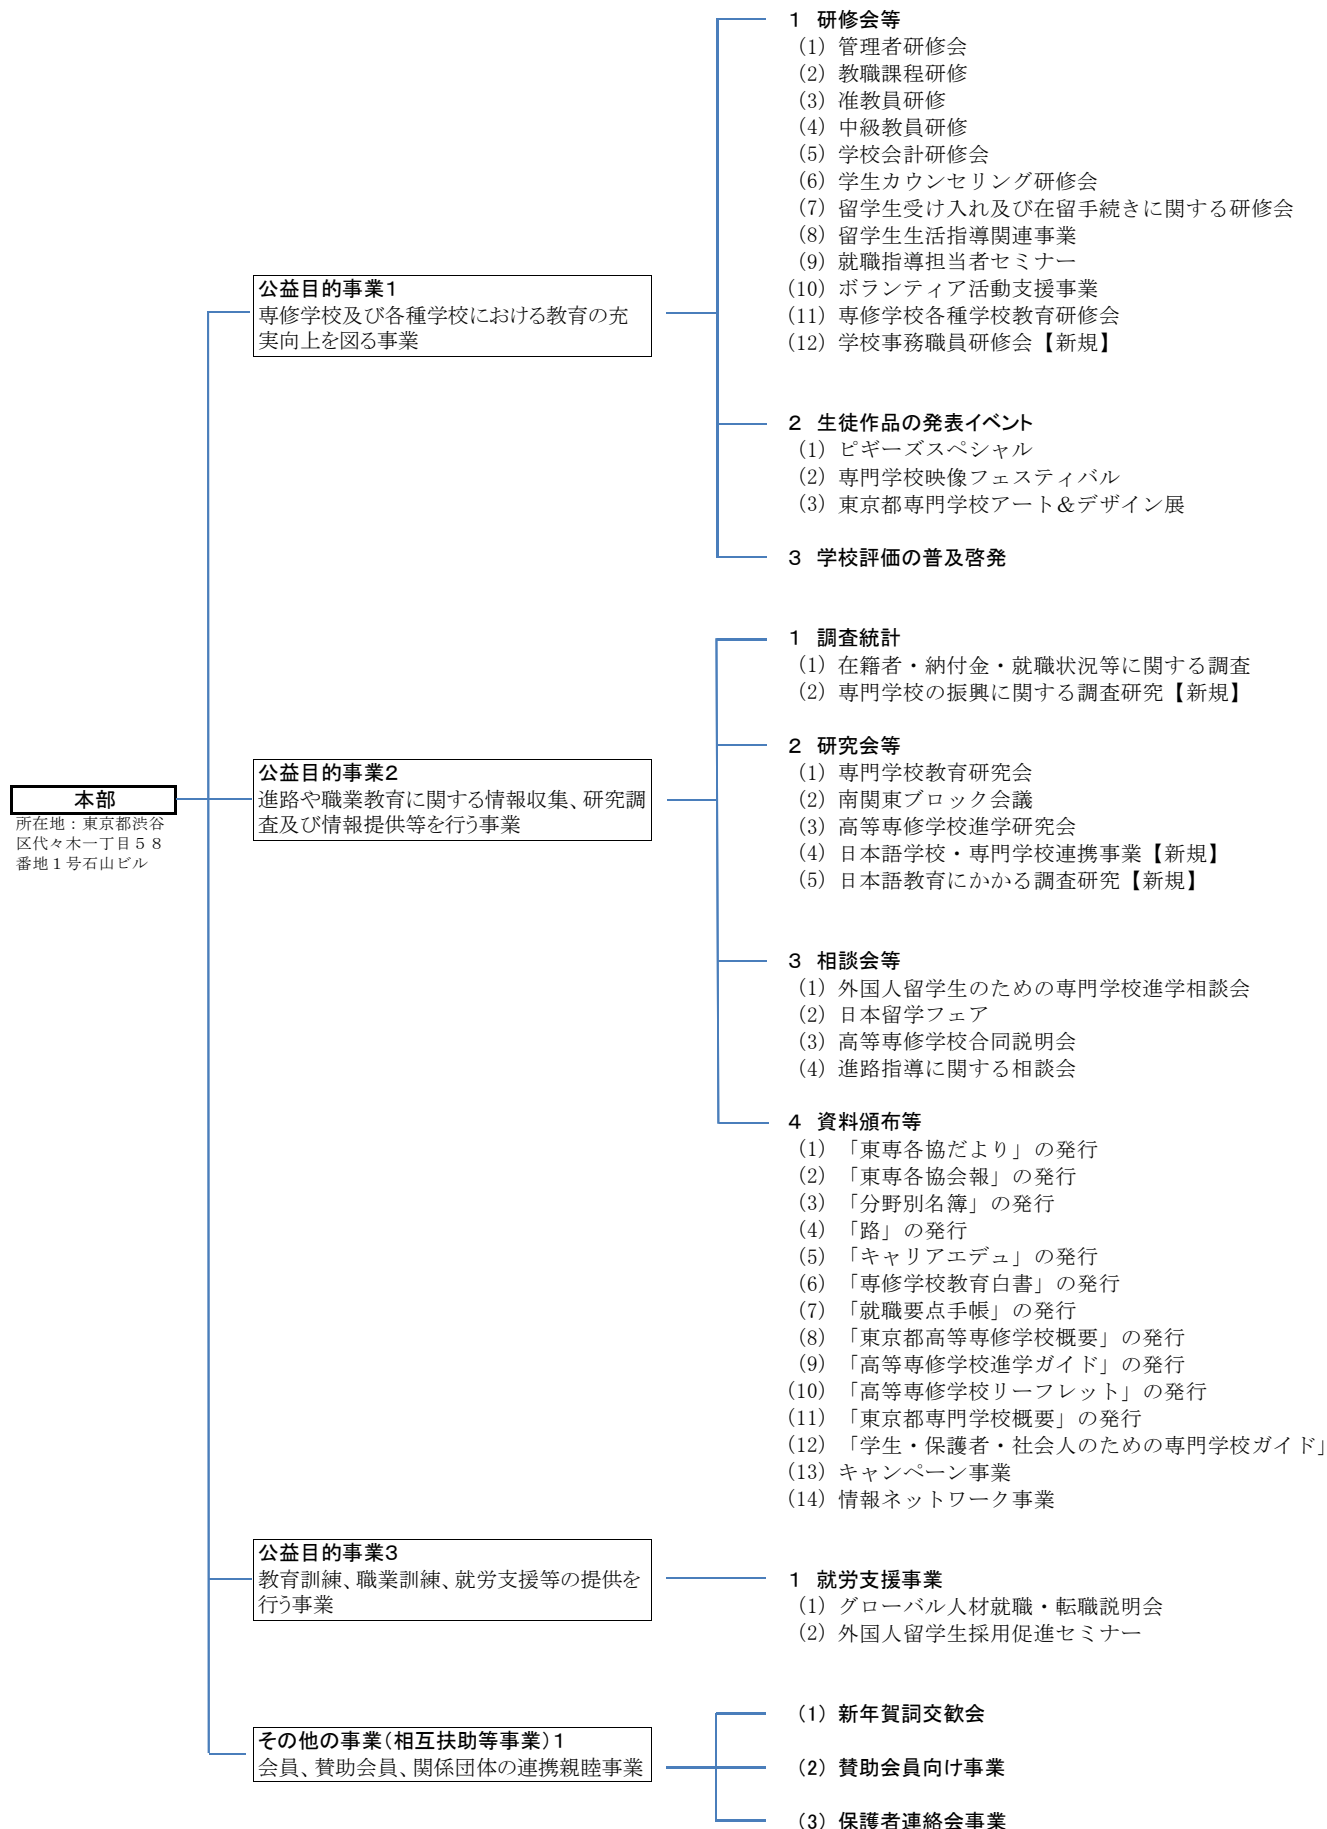 本部
所在地：東京都渋谷
区代々木一丁目５８
番地１号石山ビル
公益目的事業1
専修学校及び各種学校における教育の充
実向上を図る事業
1 研修会等
(1) 管理者研修会
(2) 教職課程研修
(3) 准教員研修
(4) 中級教員研修
(5) 学校会計研修会
(6) 学生カウンセリング研修会
(7) 留学生受け入れ及び在留手続きに関する研修会
(8) 留学生生活指導関連事業
(9) 就職指導担当者セミナー
(10) ボランティア活動支援事業
(11) 専修学校各種学校教育研修会
(12) 学校事務職員研修会【新規】
2 生徒作品の発表イベント
(1) ピギーズスペシャル
(2) 専門学校映像フェスティバル
(3) 東京都専門学校アート＆デザイン展
3 学校評価の普及啓発
公益目的事業2
進路や職業教育に関する情報収集、研究調
査及び情報提供等を行う事業
1 調査統計
(1) 在籍者・納付金・就職状況等に関する調査
(2) 専門学校の振興に関する調査研究【新規】
2 研究会等
(1) 専門学校教育研究会
(2) 南関東ブロック会議
(3) 高等専修学校進学研究会
(4) 日本語学校・専門学校連携事業【新規】
(5) 日本語教育にかかる調査研究【新規】
3 相談会等
(1) 外国人留学生のための専門学校進学相談会
(2) 日本留学フェア
(3) 高等専修学校合同説明会
(4) 進路指導に関する相談会
4 資料頒布等
(1) 「東専各協だより」の発行
(2) 「東専各協会報」の発行
(3) 「分野別名簿」の発行
(4) 「路」の発行
(5) 「キャリアエデュ」の発行
(6) 「専修学校教育白書」の発行
(7) 「就職要点手帳」の発行
(8) 「東京都高等専修学校概要」の発行
(9) 「高等専修学校進学ガイド」の発行
(10) 「高等専修学校リーフレット」の発行
(11) 「東京都専門学校概要」の発行
(12) 「学生・保護者・社会人のための専門学校ガイド」
(13) キャンペーン事業
(14) 情報ネットワーク事業
公益目的事業3
教育訓練、職業訓練、就労支援等の提供を
行う事業
1 就労支援事業
(1) グローバル人材就職・転職説明会
(2) 外国人留学生採用促進セミナー
その他の事業（相互扶助等事業）1
会員、賛助会員、関係団体の連携親睦事業
(1) 新年賀詞交歓会
(2) 賛助会員向け事業
(3) 保護者連絡会事業